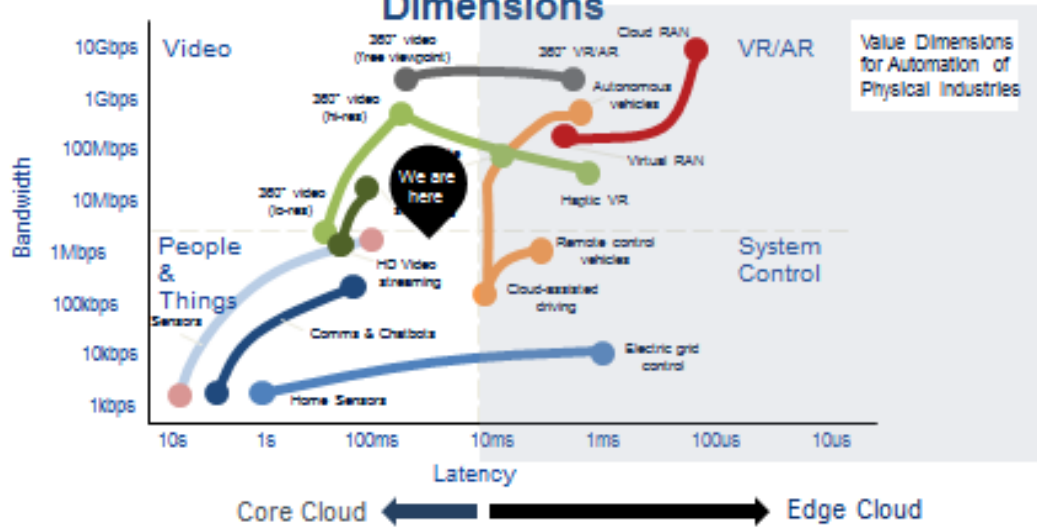 Dimensions
10Gbps
1Gbps
100Mbps
10Mbps
1Mbps
100kbps
10kbps
1kbps
Bandwidth
Video
360° video
(free viewpoint)
360° VR/AR
Cloud RAN
VR/AR
Value Dimensions
for Automation of
Physical Industries
360° video
(hi-res)
Autonomous
vehicles
Virtual RAN
We are
here
360° video
(lo-res)
Haptic VR
People
&
Things
HD Video
streaming
Remote control
vehicles
System
Control
Cloud-assisted
driving
Sensors
Comms & Chatbots
Electric grid
control
Home Sensors
10s
1s
100ms
10ms
1ms
100us
10us
Latency
Core Cloud
Edge Cloud